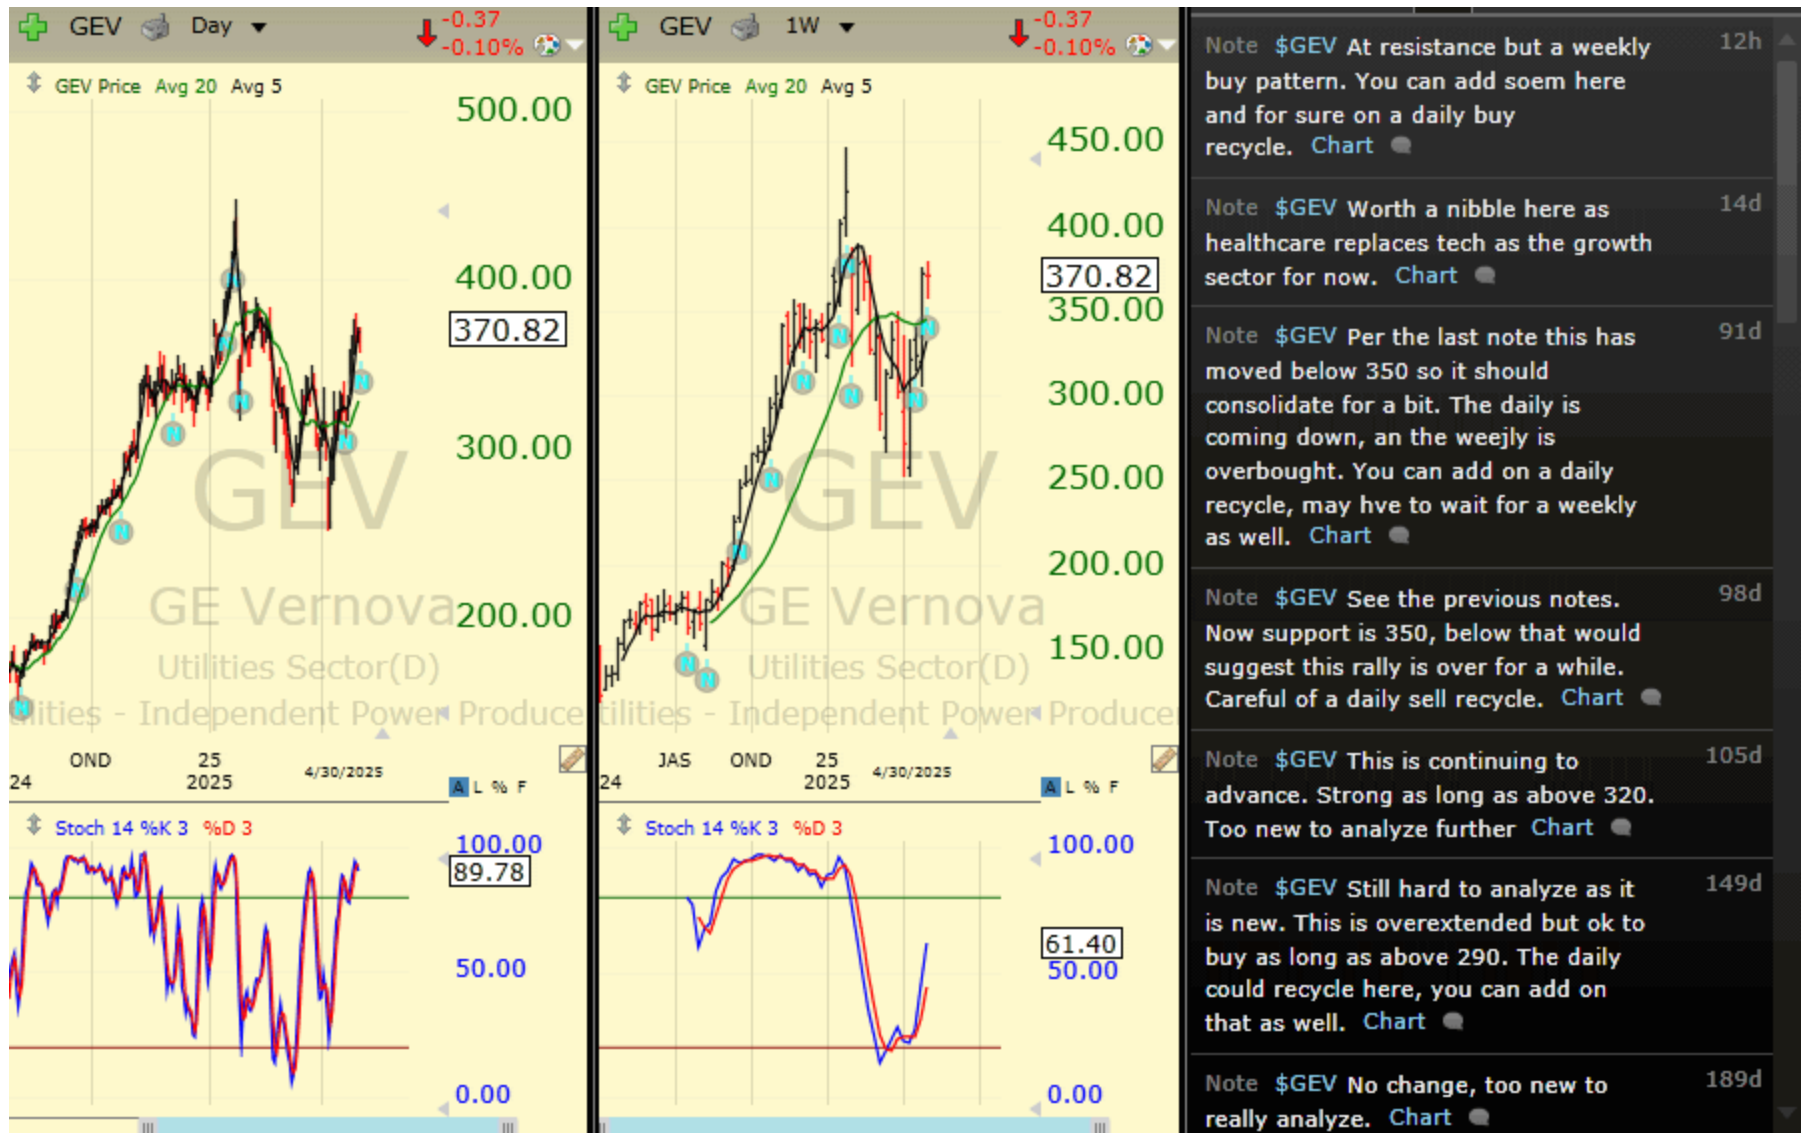 GEV Day
-0.37
-0.10%
GEV Price Avg 20 Avg 5
500.00
400.00
370.82
300.00
200.00
N
N
N
N
N
N
N
N
N
GEV
GE Vernova
Utilities Sector(D)
ilities - Independent Power Produce
OND 25
24 2025 4/30/2025
A L % F
Stoch 14 %K 3 %D 3
100.00
89.78
50.00
0.00
GEV 1W
-0.37
-0.10%
GEV Price Avg 20 Avg 5
450.00
400.00
370.82
350.00
300.00
250.00
200.00
150.00
N
N
N
N
N
N
N
N
N
GEV
GE Vernova
Utilities Sector(D)
tilities - Independent Power Producer
JAS OND 25
24 2025 4/30/2025
A L % F
Stoch 14 %K 3 %D 3
100.00
61.40
50.00
0.00
Note $GEV At resistance but a weekly 12h
buy pattern. You can add soem here
and for sure on a daily buy
recycle. Chart
Note $GEV Worth a nibble here as 14d
healthcare replaces tech as the growth
sector for now. Chart
Note $GEV Per the last note this has 91d
moved below 350 so it should
consolidate for a bit. The daily is
coming down, an the weejly is
overbought. You can add on a daily
recycle, may hve to wait for a weekly
as well. Chart
Note $GEV See the previous notes. 98d
Now support is 350, below that would
suggest this rally is over for a while.
Careful of a daily sell recycle. Chart
Note $GEV This is continuing to 105d
advance. Strong as long as above 320.
Too new to analyze further Chart
Note $GEV Still hard to analyze as it 149d
is new. This is overextended but ok to
buy as long as above 290. The daily
could recycle here, you can add on
that as well. Chart
Note $GEV No change, too new to 189d
really analyze. Chart